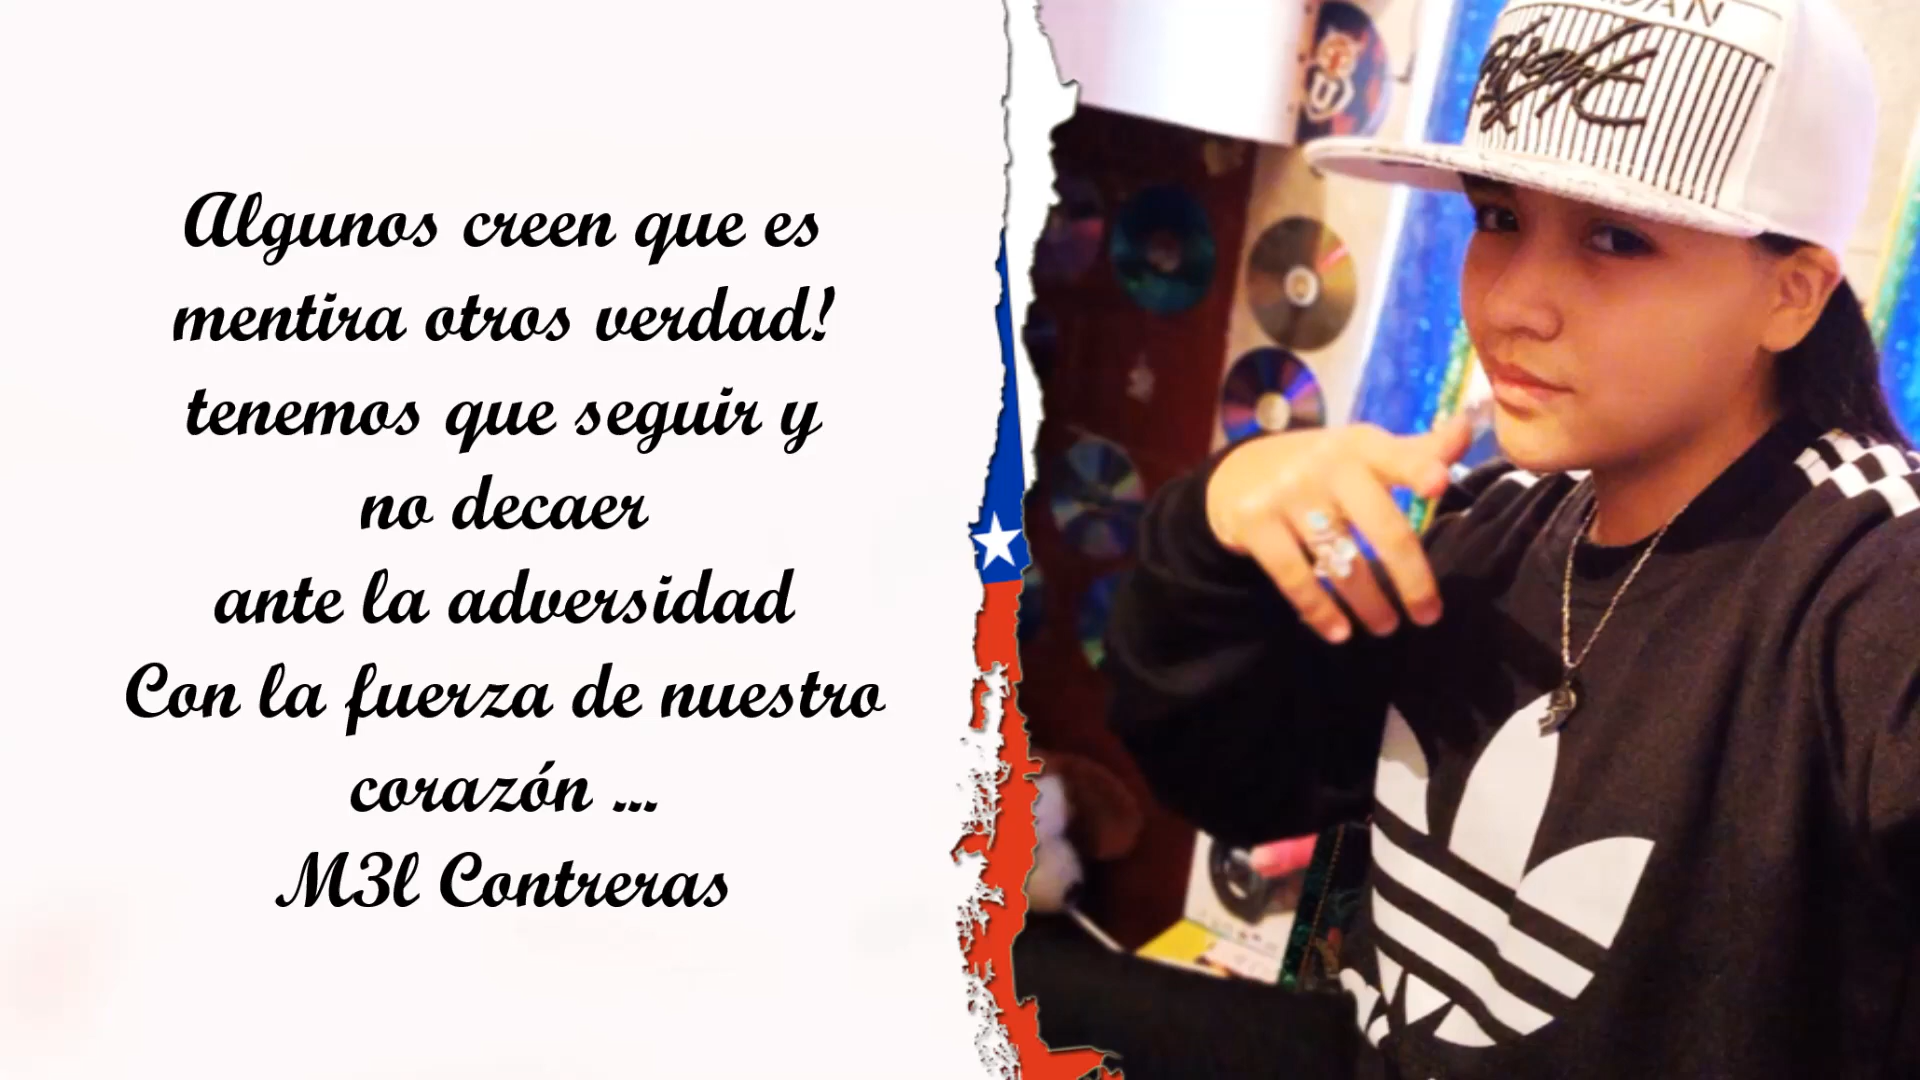 Algunos creen que es
mentira otros verdad!
tenemos que seguir y
no decaer
ante la adversidad
Con la fuerza de nuestro
corazón ...
M3l Contreras